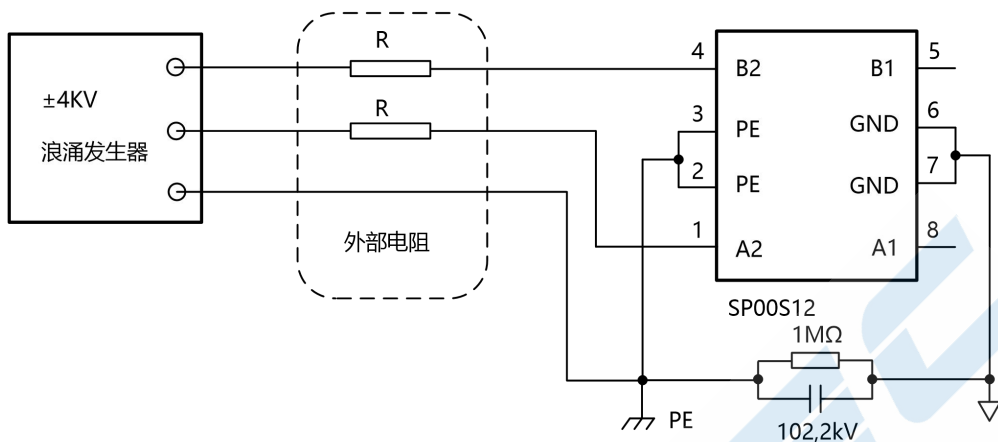 R
±4KV
浪涌发生器
R
外部电阻
4
B2
3
PE
2
PE
1
A2
B1
5
GND
6
GND
7
A1
8
SP00S12
1MΩ
PE
102,2kV